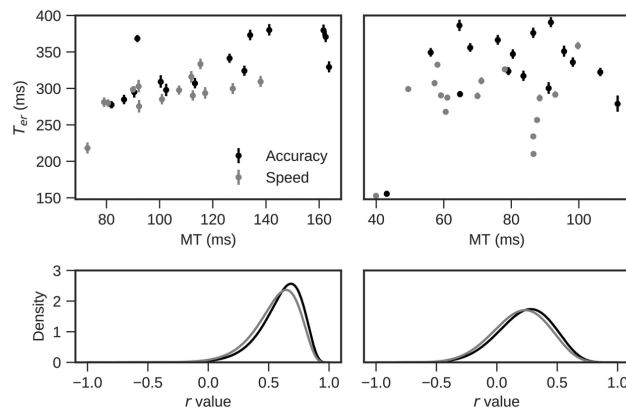 400
350
300
250
200
150
T_er (ms)
80 100 120 140 160
MT (ms)
Accuracy
Speed
40 60 80 100
MT (ms)
3
2
1
0
Density
−1.0 −0.5 0.0 0.5 1.0
r value
−1.0 −0.5 0.0 0.5 1.0
r value